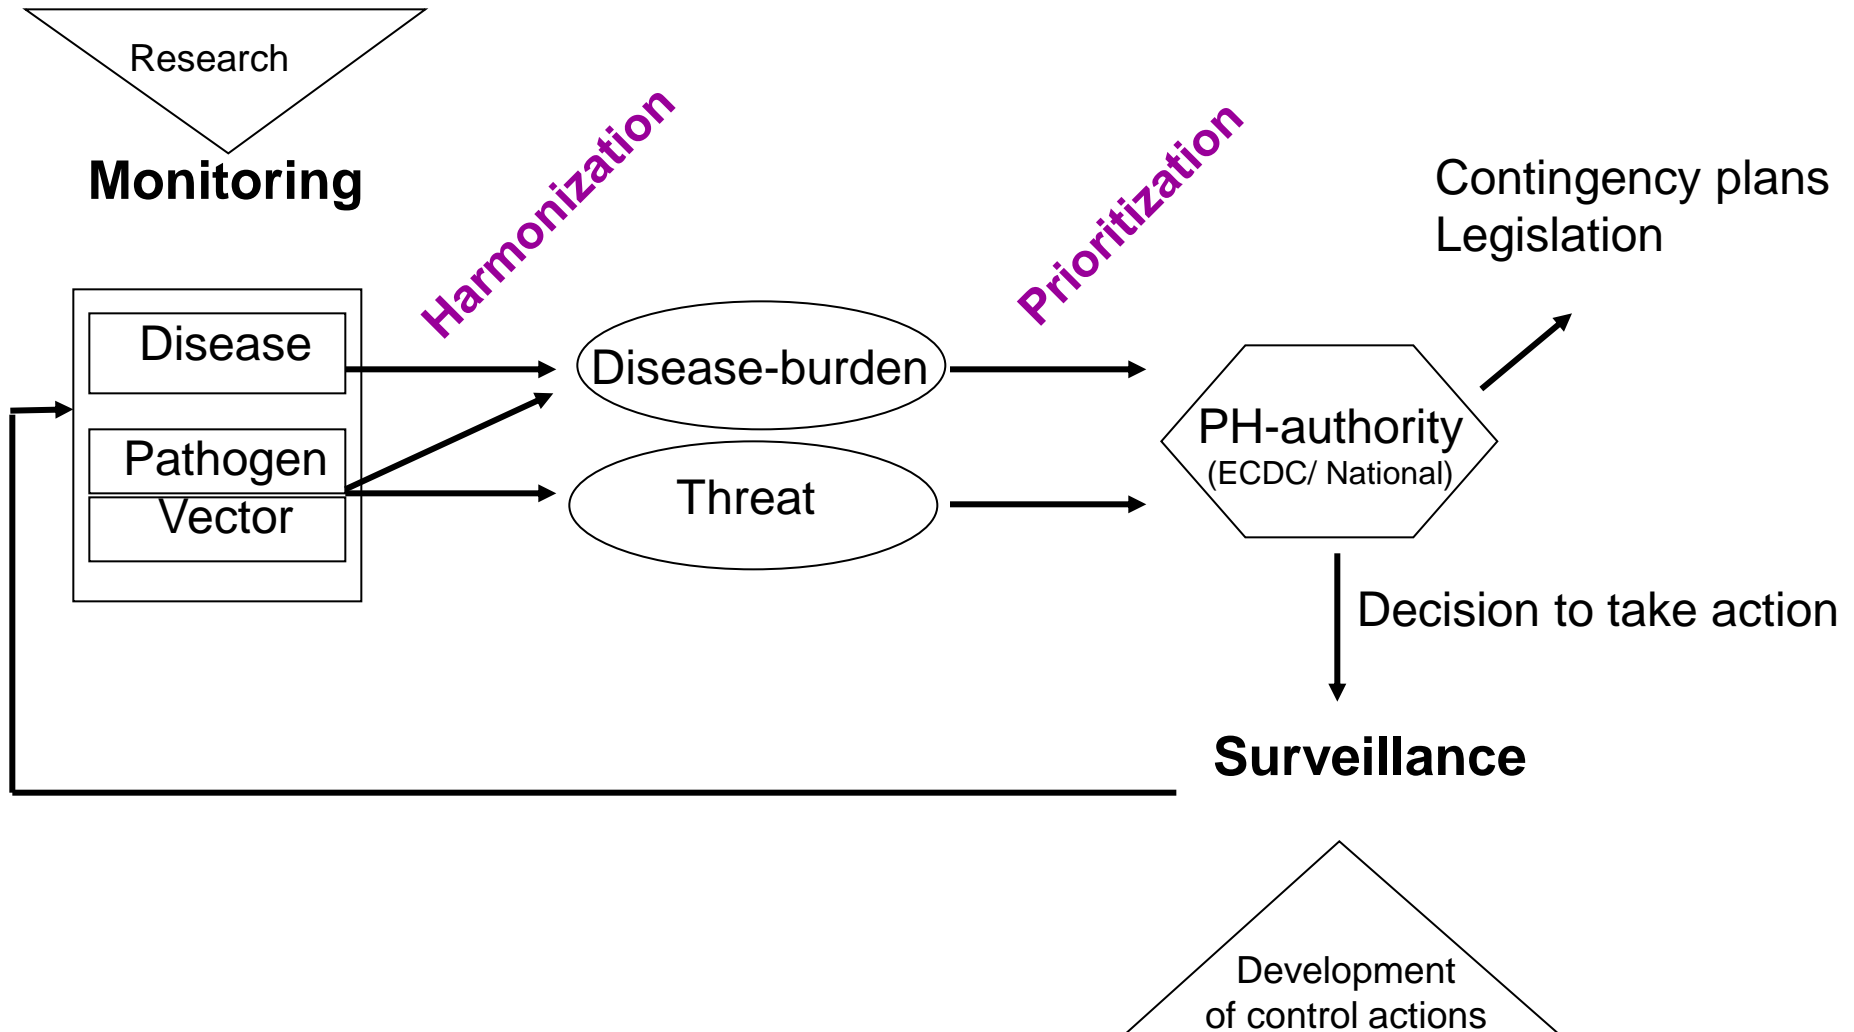 Research
Monitoring
Harmonization
Prioritization
Contingency plans
Legislation
Disease
Pathogen
Vector
Disease-burden
Threat
PH-authority
(ECDC/ National)
Decision to take action
Surveillance
Development
of control actions